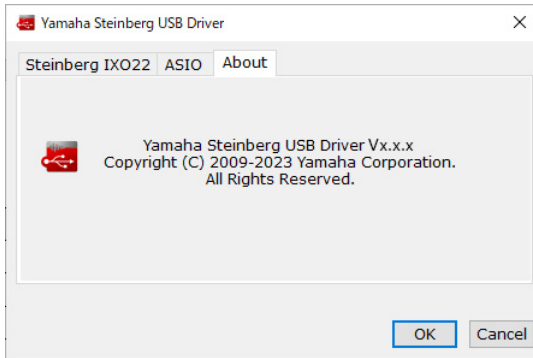 Yamaha Steinberg USB Driver
Steinberg IXO22 ASIO About
Yamaha Steinberg USB Driver Vx.x.x
Copyright (C) 2009-2023 Yamaha Corporation.
All Rights Reserved.
OK Cancel